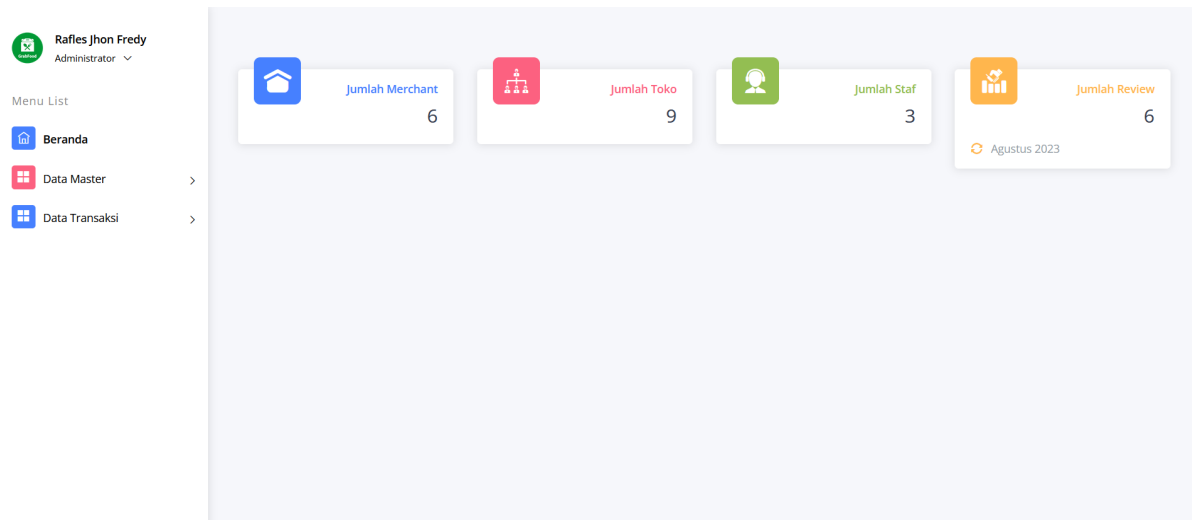 Rafles Jhon Fredy
Administrator
Menu List
Beranda
Data Master
Data Transaksi
Jumlah Merchant
6
Jumlah Toko
9
Jumlah Staf
3
Jumlah Review
6
Agustus 2023
GrabFood